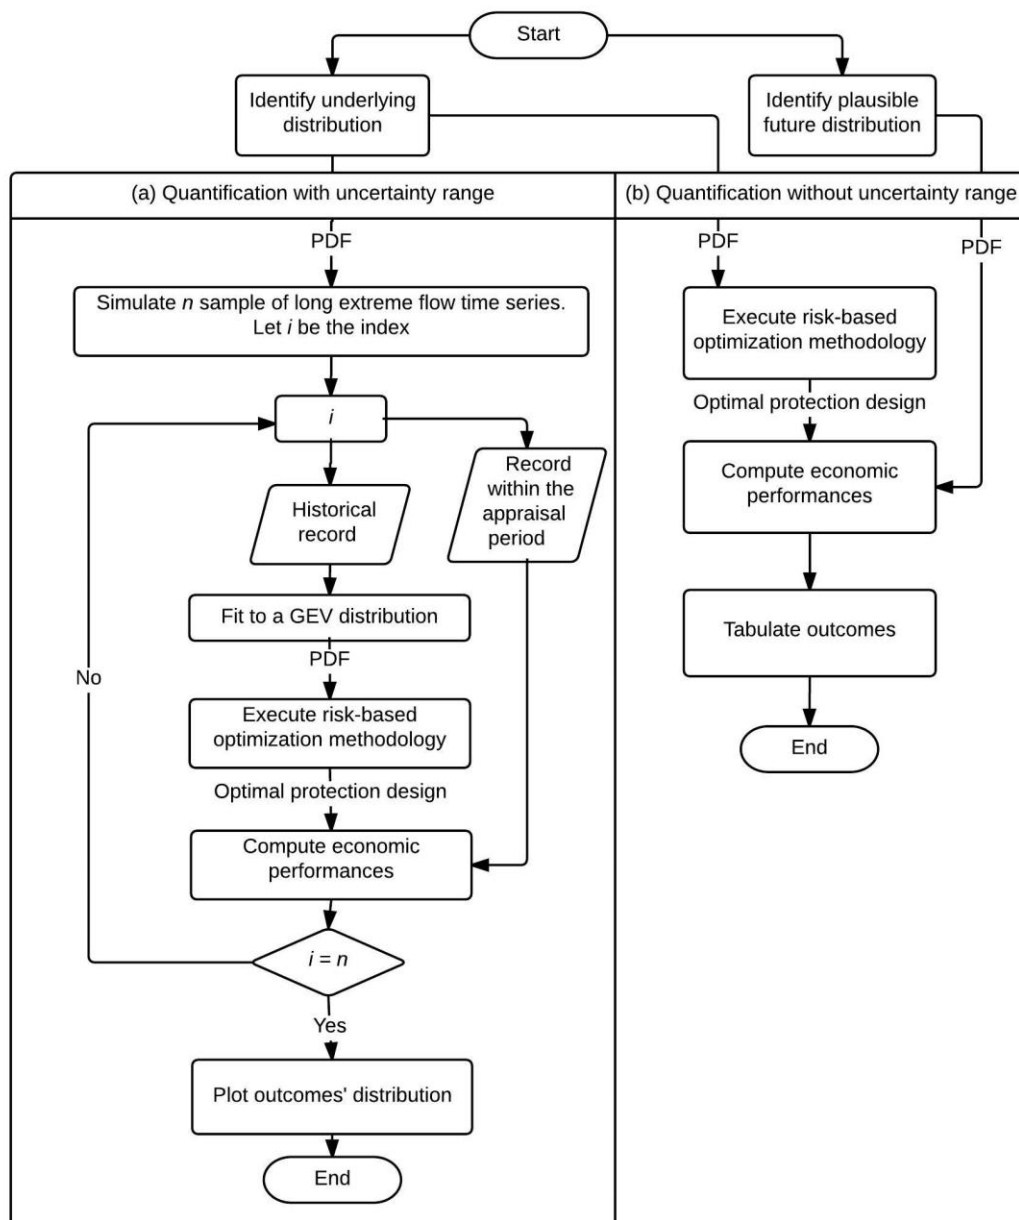 Start
Identify underlying
distribution
Identify plausible
future distribution
(a) Quantification with uncertainty range
(b) Quantification without uncertainty range
PDF
Simulate n sample of long extreme flow time series.
Let i be the index
i
Historical
record
Record
within the
appraisal
period
Fit to a GEV distribution
PDF
No
Execute risk-based
optimization methodology
Optimal protection design
Compute economic
performances
i = n
Yes
Plot outcomes' distribution
End
PDF
PDF
Execute risk-based
optimization methodology
Optimal protection design
Compute economic
performances
Tabulate outcomes
End